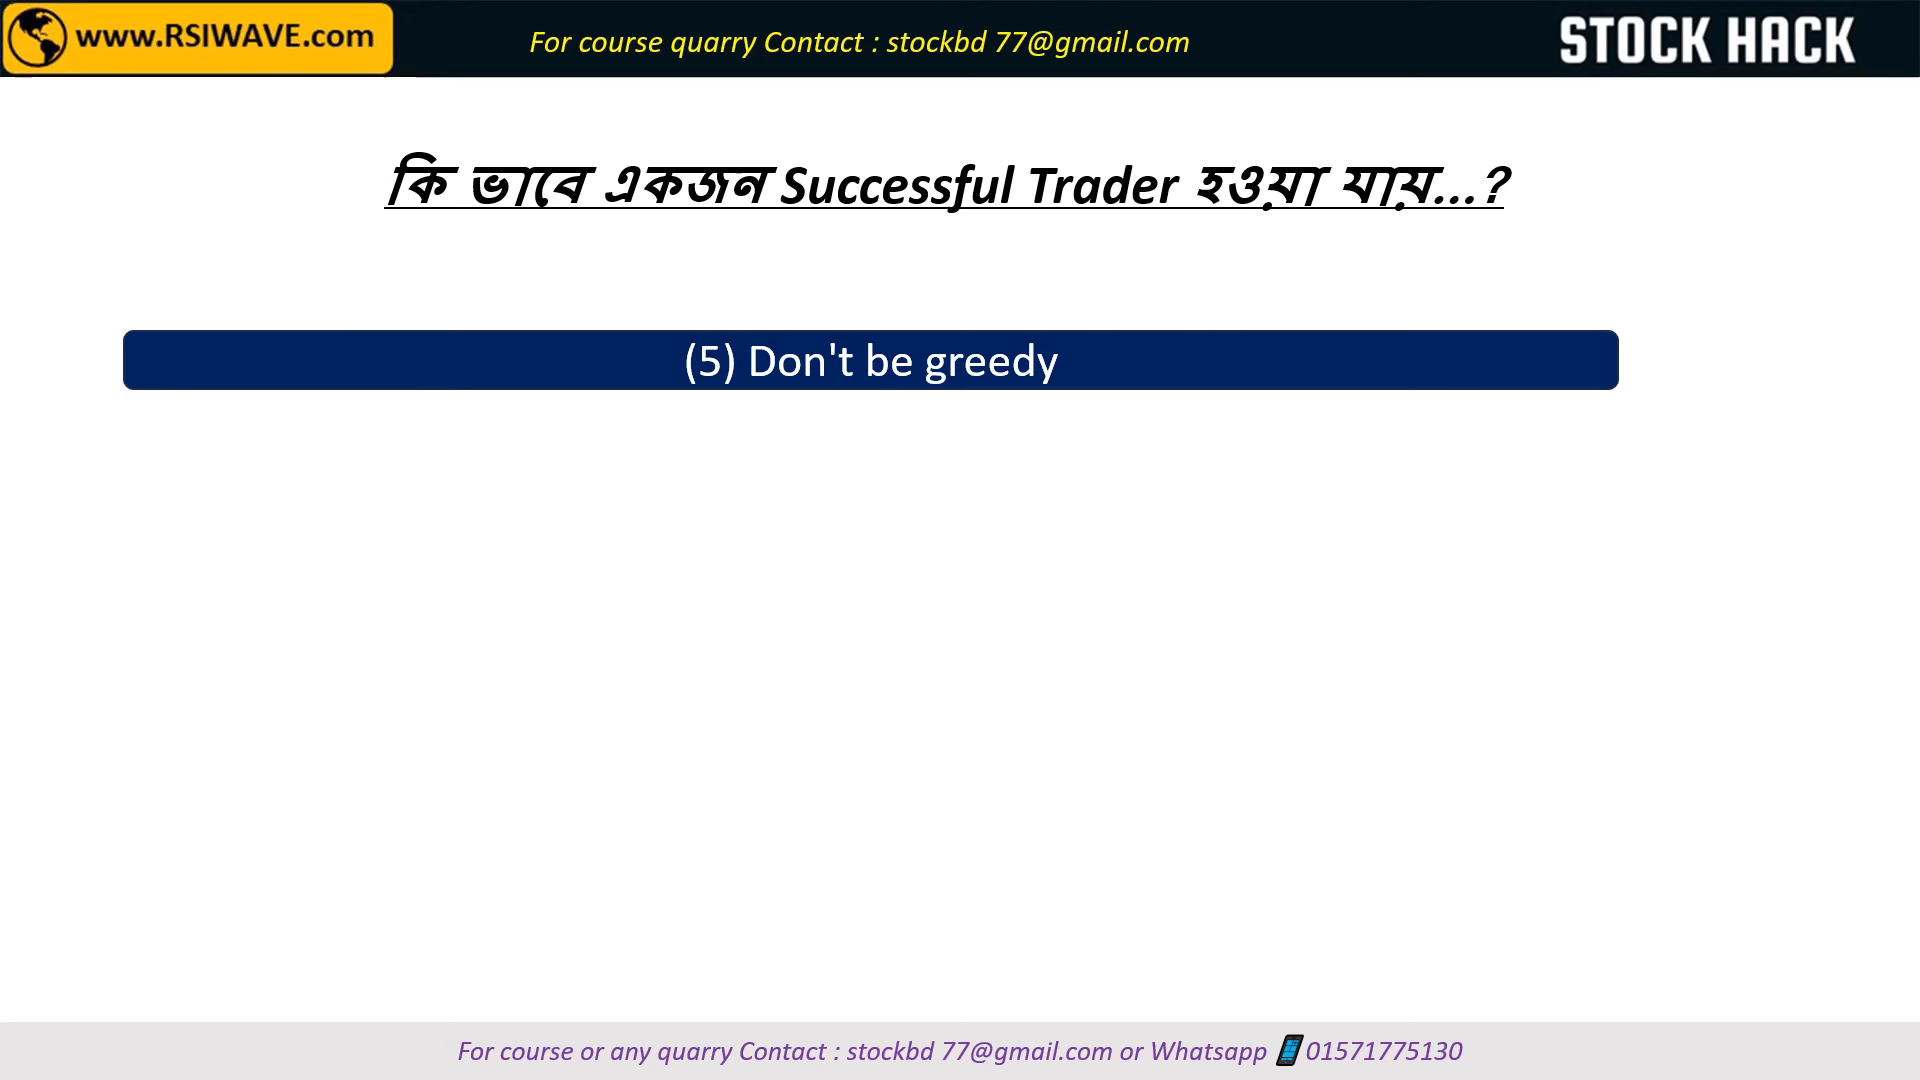 www.RSIWAVE.com
For course quarry Contact : stockbd 77@gmail.com
STOCK HACK
কি ভাবে একজন Successful Trader হওয়া যায়...?
(5) Don't be greedy
For course or any quarry Contact : stockbd 77@gmail.com or Whatsapp 📱01571775130